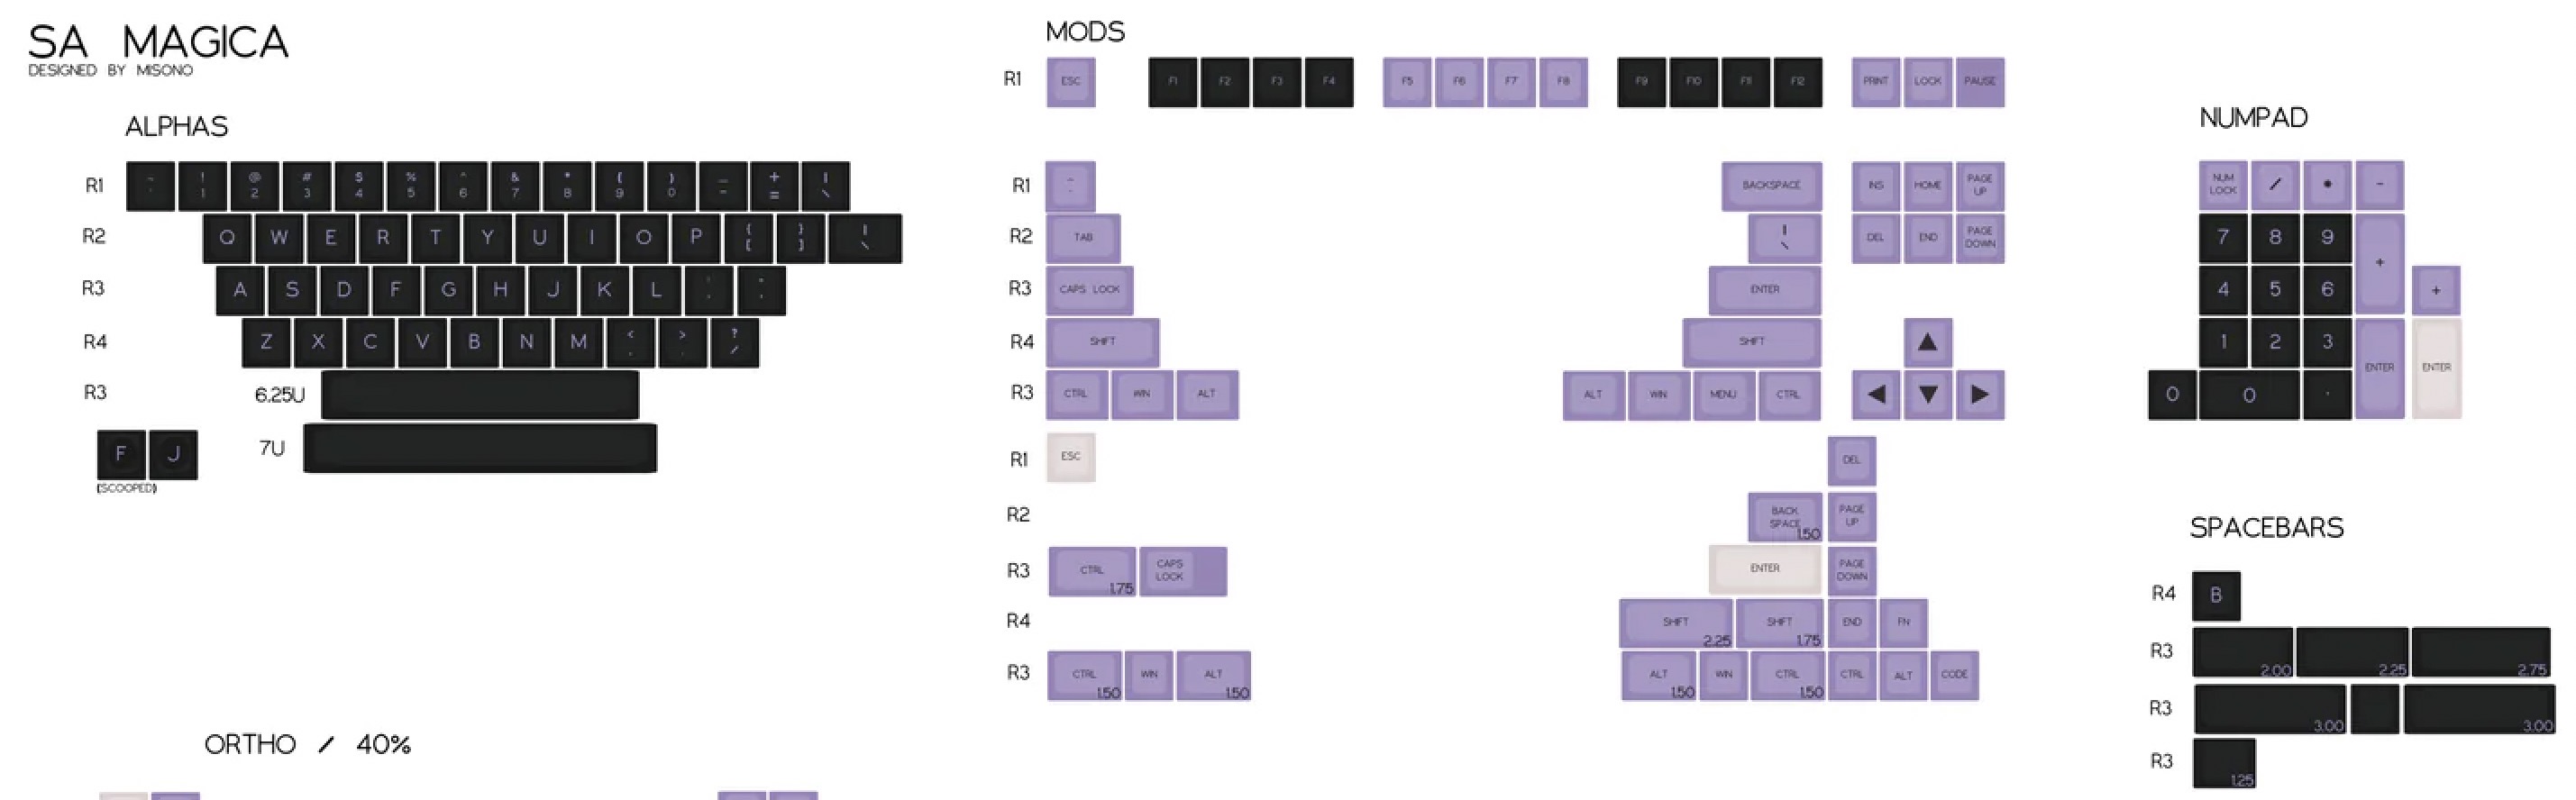 SA MAGICA
DESIGNED BY MISONO
ALPHAS
R1 ~ ` ! 1 @ 2 # 3 $ 4 % 5 ^ 6 & 7 * 8 ( 9 ) 0 _ - + = | \
R2 Q W E R T Y U I O P { [ } ] | \
R3 A S D F G H J K L : ; " '
R4 Z X C V B N M < , > . ? /
R3 6.25U
7U
F J
(SCOOPED)
ORTHO / 40%
MODS
R1 ESC F1 F2 F3 F4 F5 F6 F7 F8 F9 F10 F11 F12 PRINT LOCK PAUSE
R1 ~ ` BACKSPACE INS HOME PAGE UP
R2 TAB | \ DEL END PAGE DOWN
R3 CAPS LOCK ENTER
R4 SHIFT SHIFT ▲
R3 CTRL WIN ALT ALT WIN MENU CTRL ◀ ▼ ▶
R1 ESC DEL
R2 BACK SPACE 1.50 PAGE UP
R3 CTRL 1.75 CAPS LOCK ENTER PAGE DOWN
R4 SHIFT 2.25 SHIFT 1.75 END FN
R3 CTRL 1.50 WIN ALT 1.50 ALT 1.50 WIN CTRL 1.50 CTRL ALT CODE
NUMPAD
NUM LOCK / • -
7 8 9 +
4 5 6 +
1 2 3 ENTER ENTER
0 0 .
SPACEBARS
R4 B
R3 2.00 2.25 2.75
R3 3.00 3.00
R3 1.25